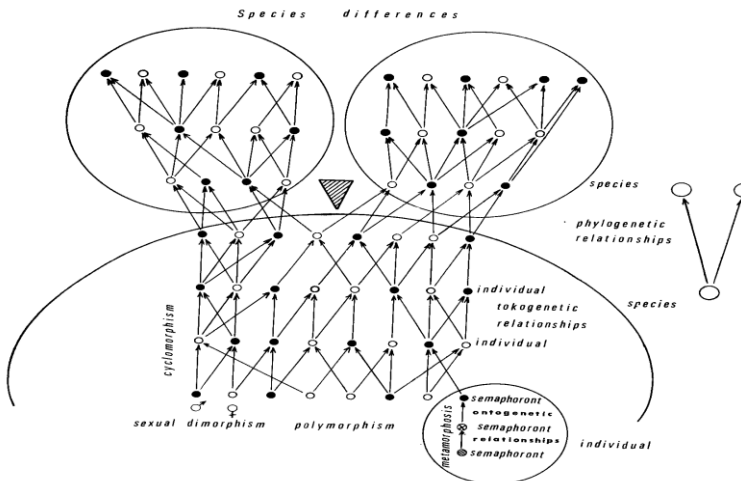 Species differences
species
phylogenetic
relationships
species
individual
tokogenetic
relationships
individual
cyclomorphism
♂ ♀
sexual dimorphism polymorphism
metamorphosis
semaphoront
ontogenetic
semaphoront
relationships
semaphoront
individual